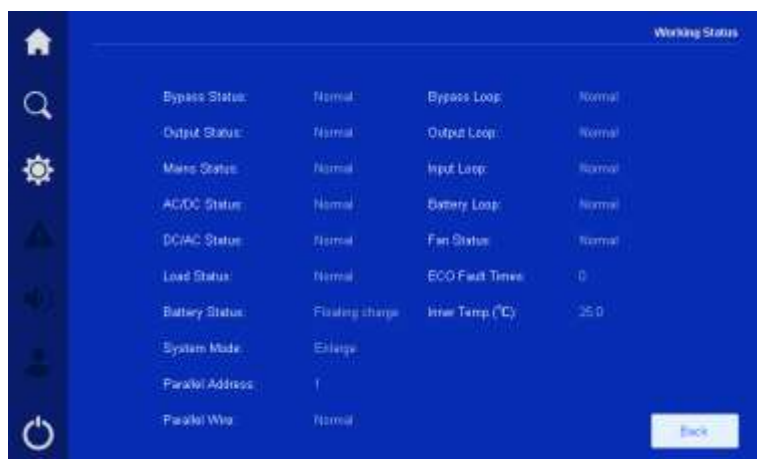 Working Status
Bypass Status: Normal Bypass Loop: Normal
Output Status: Normal Output Loop: Normal
Mains Status: Normal Input Loop: Normal
AC/DC Status: Normal Battery Loop: Normal
DC/AC Status: Normal Fan Status: Normal
Load Status: Normal ECO Fault Times: 0
Battery Status: Floating charge Inner Temp.(°C): 25.0
System Mode: Enlarge
Parallel Address: 1
Parallel Wire: Normal
Back